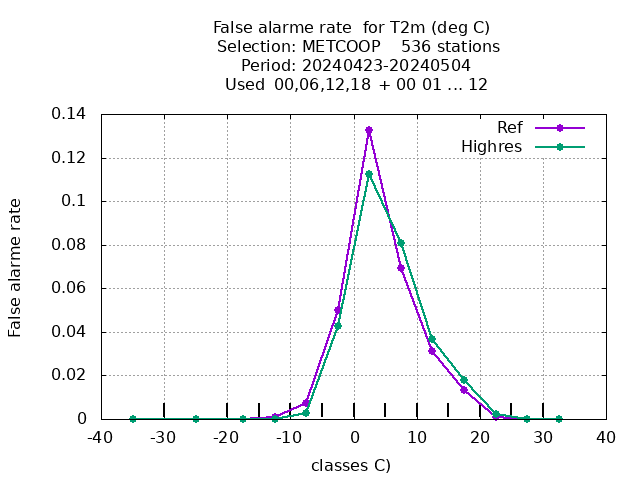 False alarme rate  for T2m (deg C)
Selection: METCOOP    536 stations
Period: 20240423-20240504
Used  00,06,12,18  + 00 01 ... 12
0.14
0.12
0.1
0.08
0.06
0.04
0.02
0
False alarme rate
Ref
Highres
-40 -30 -20 -10 0 10 20 30 40
classes C)